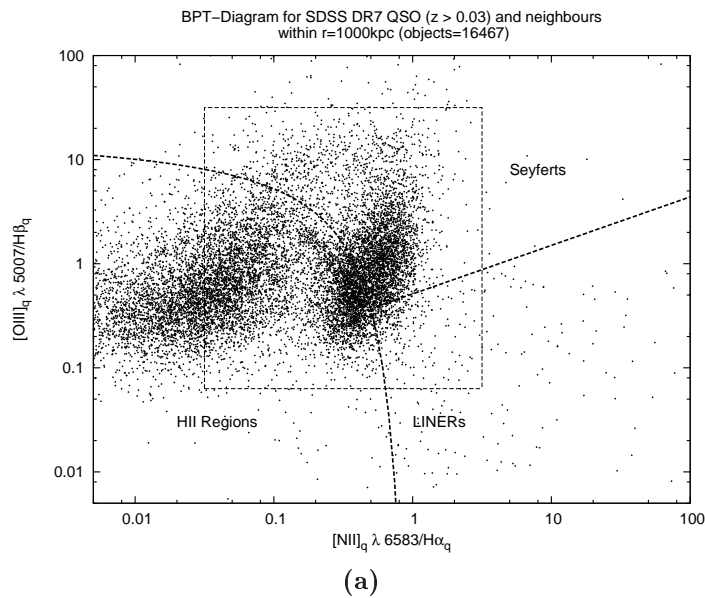 BPT−Diagram for SDSS DR7 QSO (z > 0.03) and neighbours
within r=1000kpc (objects=16467)
100
10
1
0.1
0.01
[OIII]q λ 5007/Hβq
Seyferts
HII Regions
LINERs
0.01 0.1 1 10 100
[NII]q λ 6583/Hαq
(a)